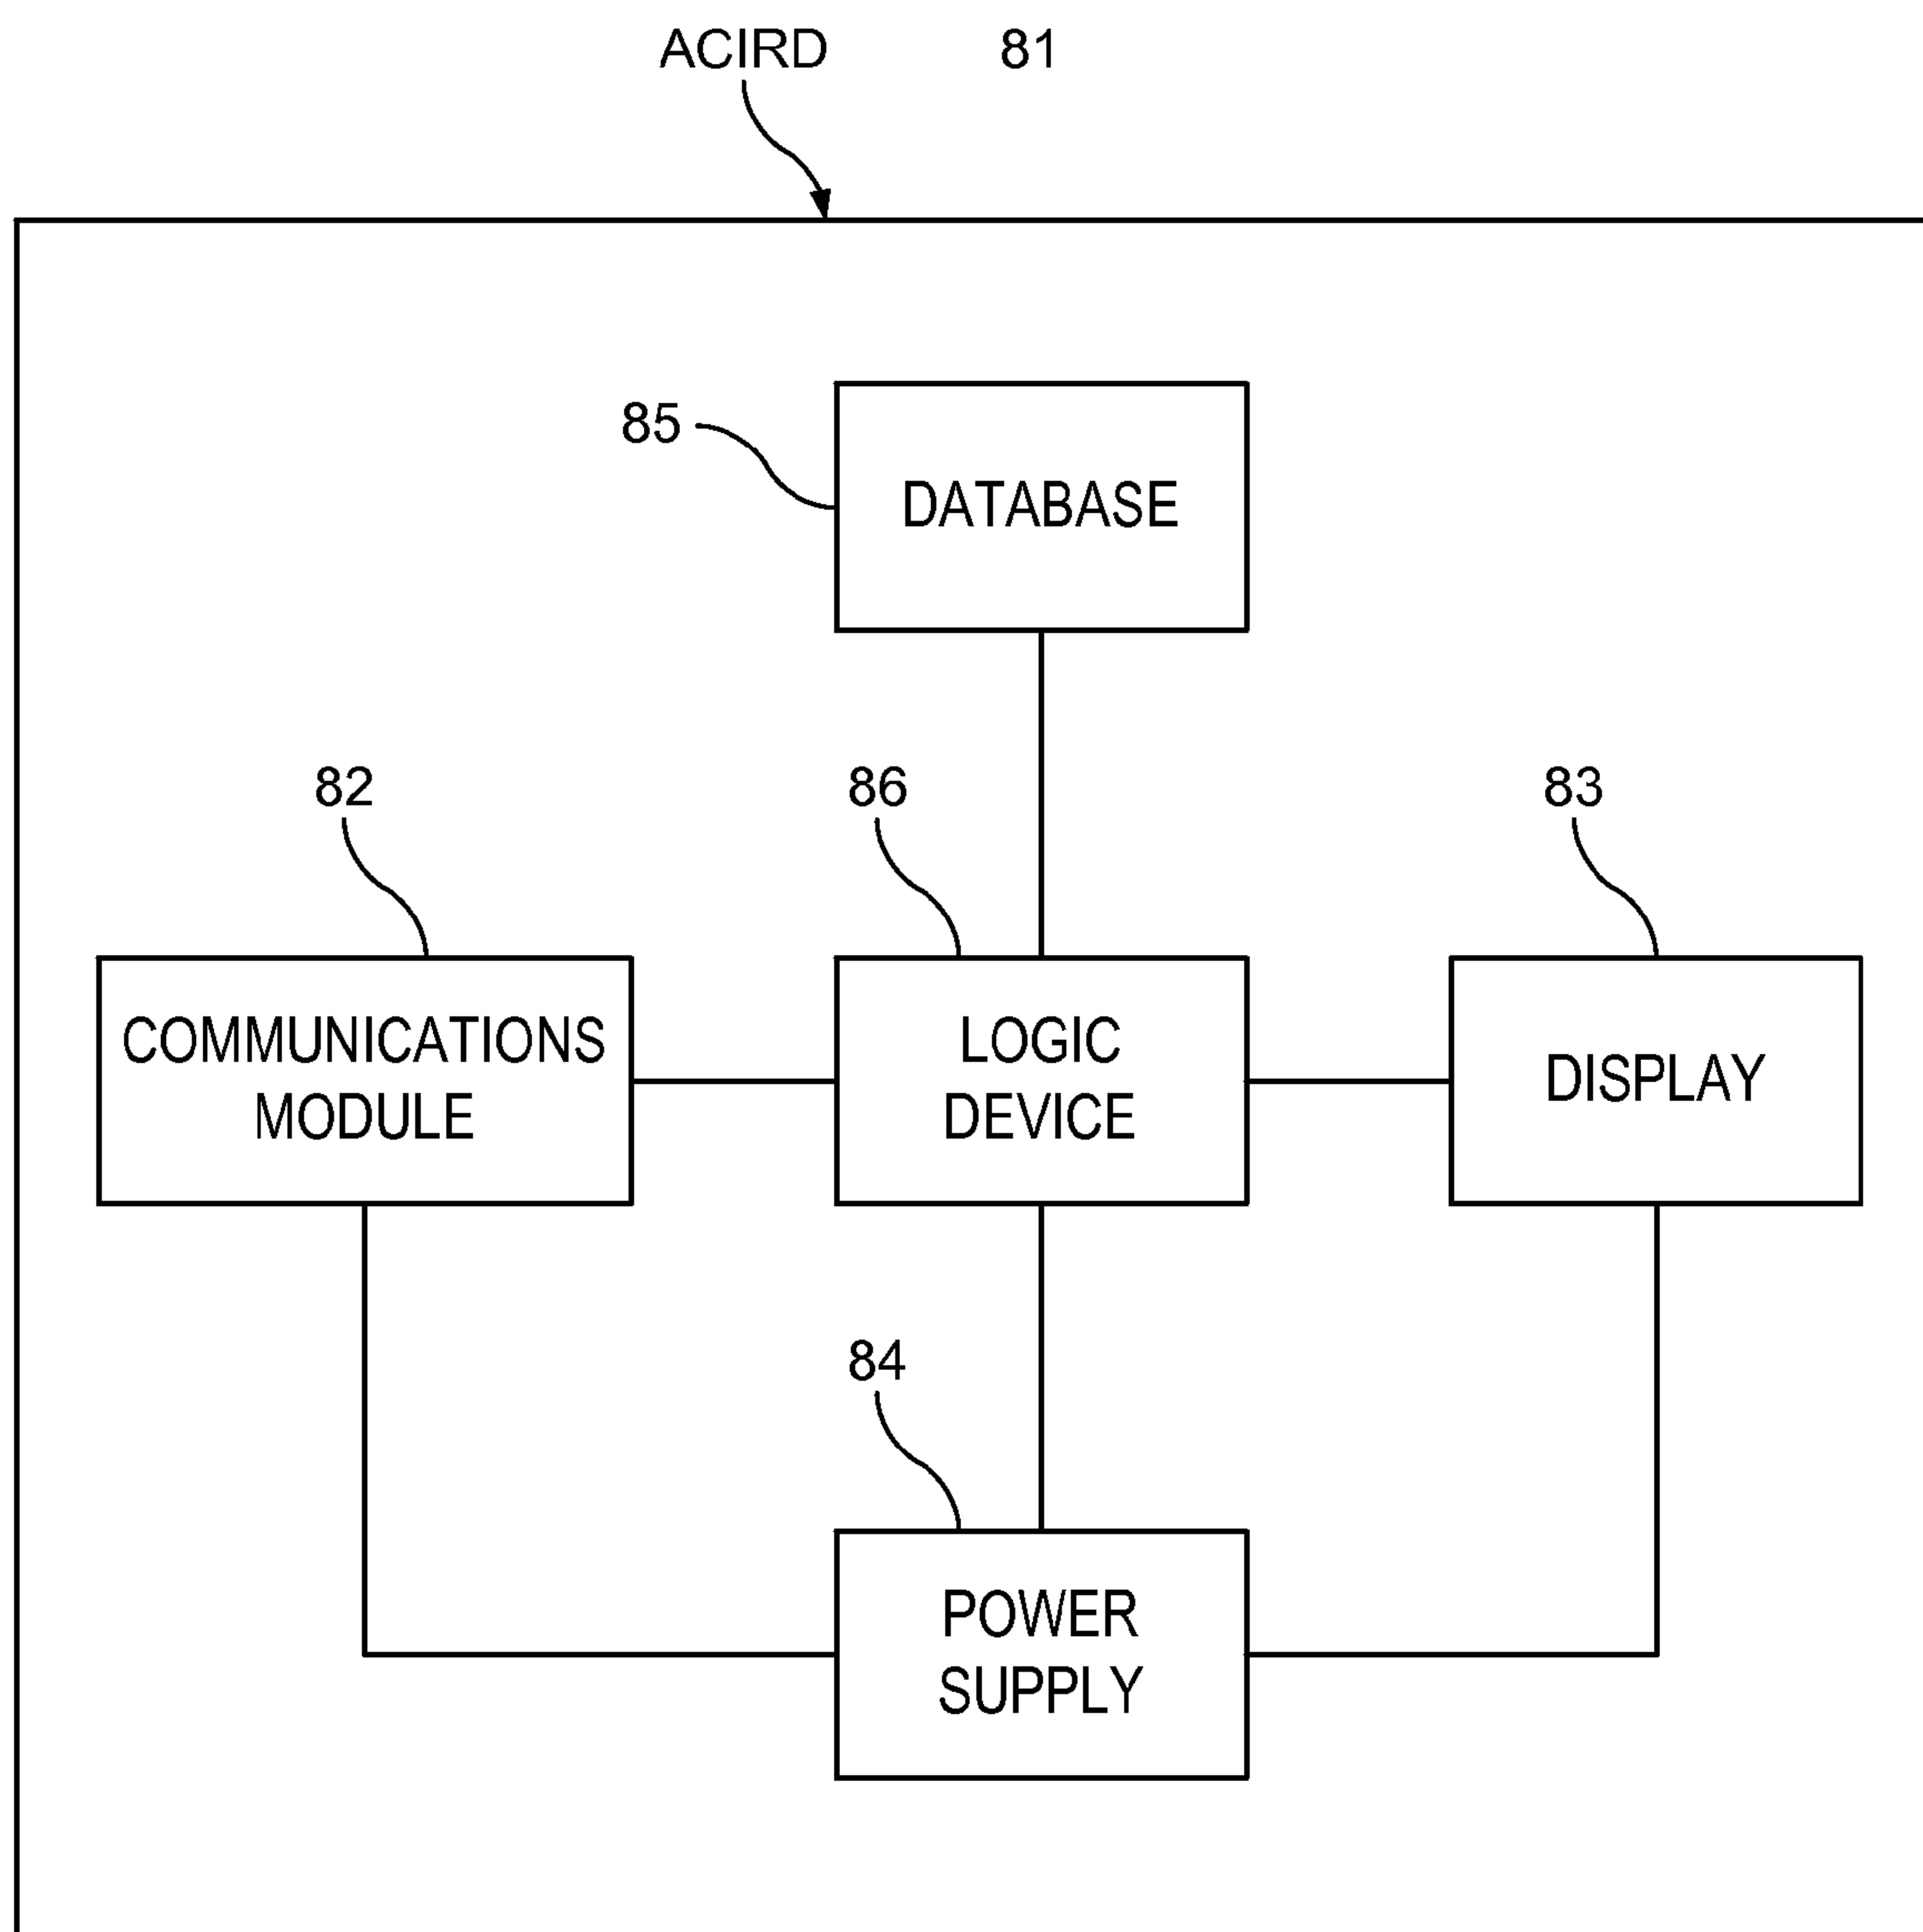 ACIRD 81
85
DATABASE
82
86
83
COMMUNICATIONS
MODULE
LOGIC
DEVICE
DISPLAY
84
POWER
SUPPLY